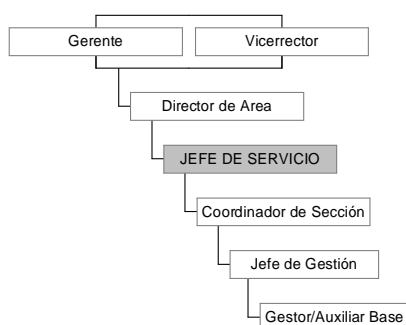 Gerente
Vicerrector
Director de Area
JEFE DE SERVICIO
Coordinador de Sección
Jefe de Gestión
Gestor/Auxiliar Base